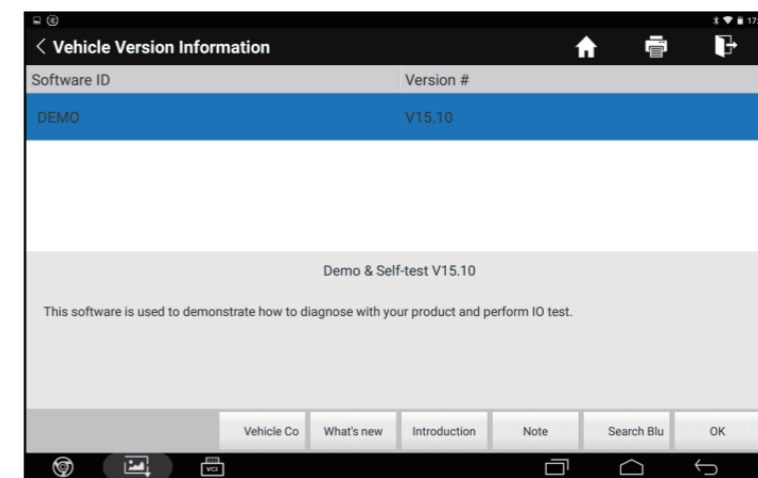 17:
Vehicle Version Information
Software ID Version #
DEMO V15.10
Demo & Self-test V15.10
This software is used to demonstrate how to diagnose with your product and perform IO test.
Vehicle Co What's new Introduction Note Search Blu OK
VCI